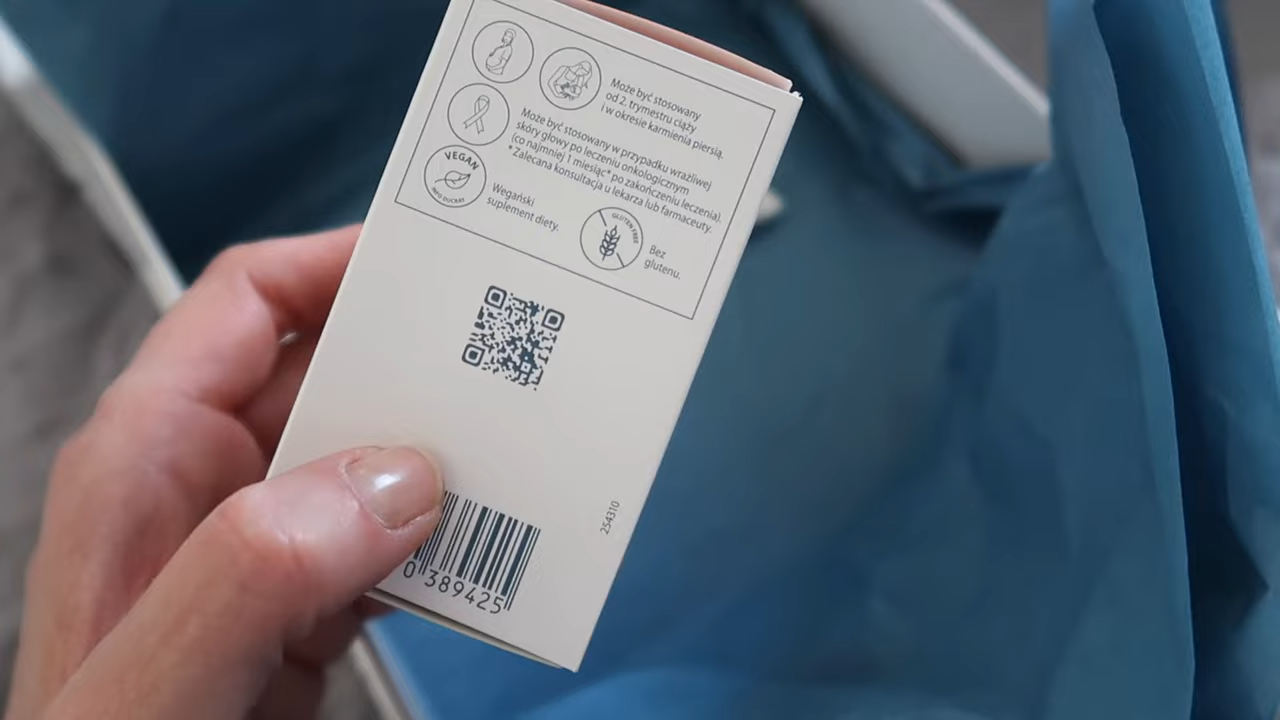 Może być stosowany
od 2. trymestru ciąży
i w okresie karmienia piersią.
Może być stosowany w przypadku wrażliwej
skóry głowy po leczeniu onkologicznym
(co najmniej 1 miesiąc* po zakończeniu leczenia).
*Zalecana konsultacja u lekarza lub farmaceuty.
VEGAN
Wegański
suplement diety.
GLUTEN FREE
Bez
glutenu.
254310
0 389425